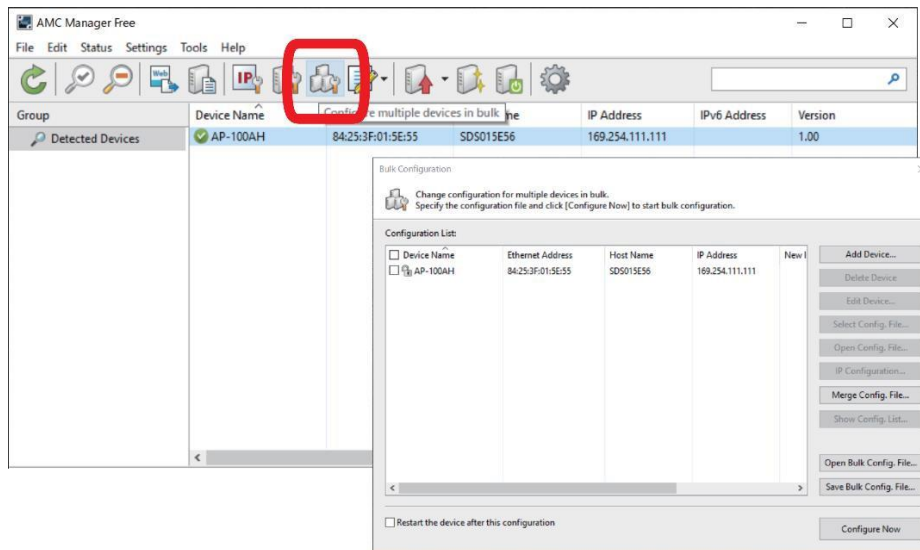 AMC Manager Free
File Edit Status Settings Tools Help
Web IP
Group Device Name IP Address IPv6 Address Version
Configure multiple devices in bulk
Detected Devices AP-100AH 84:25:3F:01:5E:55 SDS015E56 169.254.111.111 1.00
Bulk Configuration
Change configuration for multiple devices in bulk.
Specify the configuration file and click [Configure Now] to start bulk configuration.
Configuration List:
Device Name Ethernet Address Host Name IP Address New I
AP-100AH 84:25:3F:01:5E:55 SDS015E56 169.254.111.111
Add Device...
Delete Device
Edit Device...
Select Config. File...
Open Config. File...
IP Configuration...
Merge Config. File...
Show Config. List...
Open Bulk Config. File...
Save Bulk Config. File...
Restart the device after this configuration
Configure Now